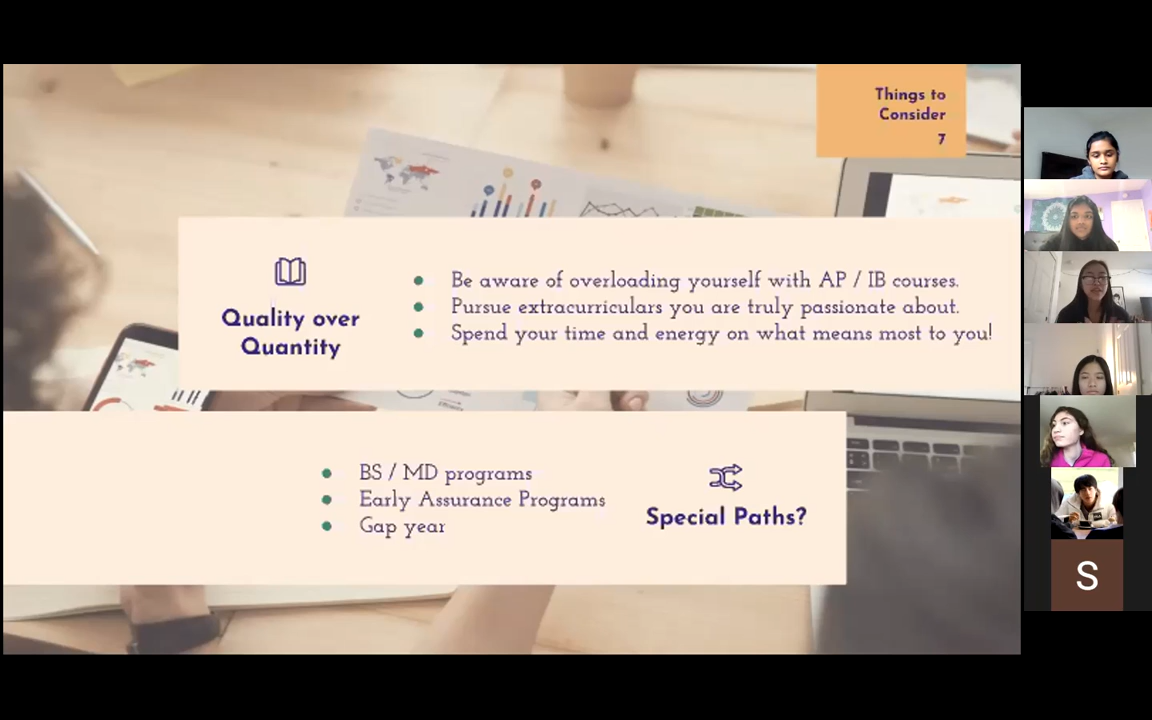 Things to
Consider
7
Quality over
Quantity
Be aware of overloading yourself with AP / IB courses.
Pursue extracurriculars you are truly passionate about.
Spend your time and energy on what means most to you!
BS / MD programs
Early Assurance Programs
Gap year
Special Paths?
S